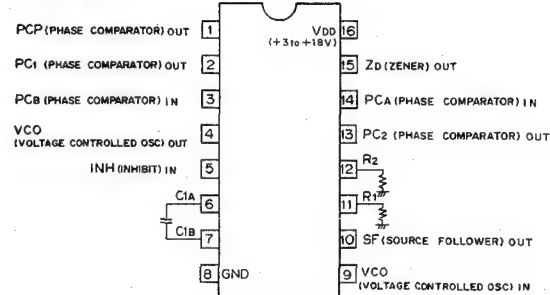 PCP (PHASE COMPARATOR) OUT 1
PC1 (PHASE COMPARATOR) OUT 2
PCB (PHASE COMPARATOR) IN 3
VCO
(VOLTAGE CONTROLLED OSC) OUT 4
INH (INHIBIT) IN 5
C1A 6
C1B 7
8 GND
VDD 16
(+3 to +18V)
15 ZD (ZENER) OUT
14 PCA (PHASE COMPARATOR) IN
13 PC2 (PHASE COMPARATOR) OUT
12 R2
11 R1
10 SF (SOURCE FOLLOWER) OUT
9 VCO
(VOLTAGE CONTROLLED OSC) IN